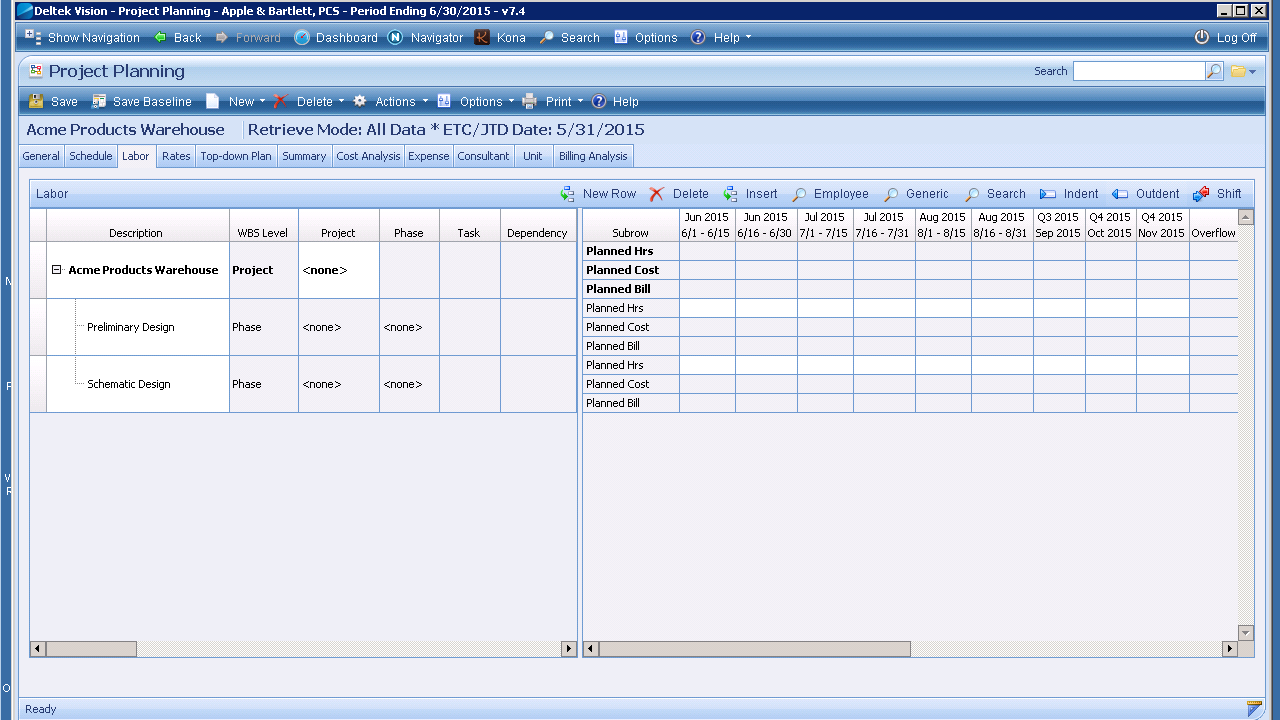 Deltek Vision - Project Planning - Apple & Bartlett, PCS - Period Ending 6/30/2015 - v7.4
Show Navigation Back Forward Dashboard Navigator Kona Search Options Help Log Off
Project Planning Search
Save Save Baseline New Delete Actions Options Print Help
Acme Products Warehouse Retrieve Mode: All Data * ETC/JTD Date: 5/31/2015
General Schedule Labor Rates Top-down Plan Summary Cost Analysis Expense Consultant Unit Billing Analysis
Labor New Row Delete Insert Employee Generic Search Indent Outdent Shift
Jun 2015 Jun 2015 Jul 2015 Jul 2015 Aug 2015 Aug 2015 Q3 2015 Q4 2015 Q4 2015
Description WBS Level Project Phase Task Dependency Subrow 6/1 - 6/15 6/16 - 6/30 7/1 - 7/15 7/16 - 7/31 8/1 - 8/15 8/16 - 8/31 Sep 2015 Oct 2015 Nov 2015 Overflow
Planned Hrs
Acme Products Warehouse Project <none> Planned Cost
Planned Bill
Planned Hrs
Preliminary Design Phase <none> <none> Planned Cost
Planned Bill
Planned Hrs
Schematic Design Phase <none> <none> Planned Cost
Planned Bill
Ready